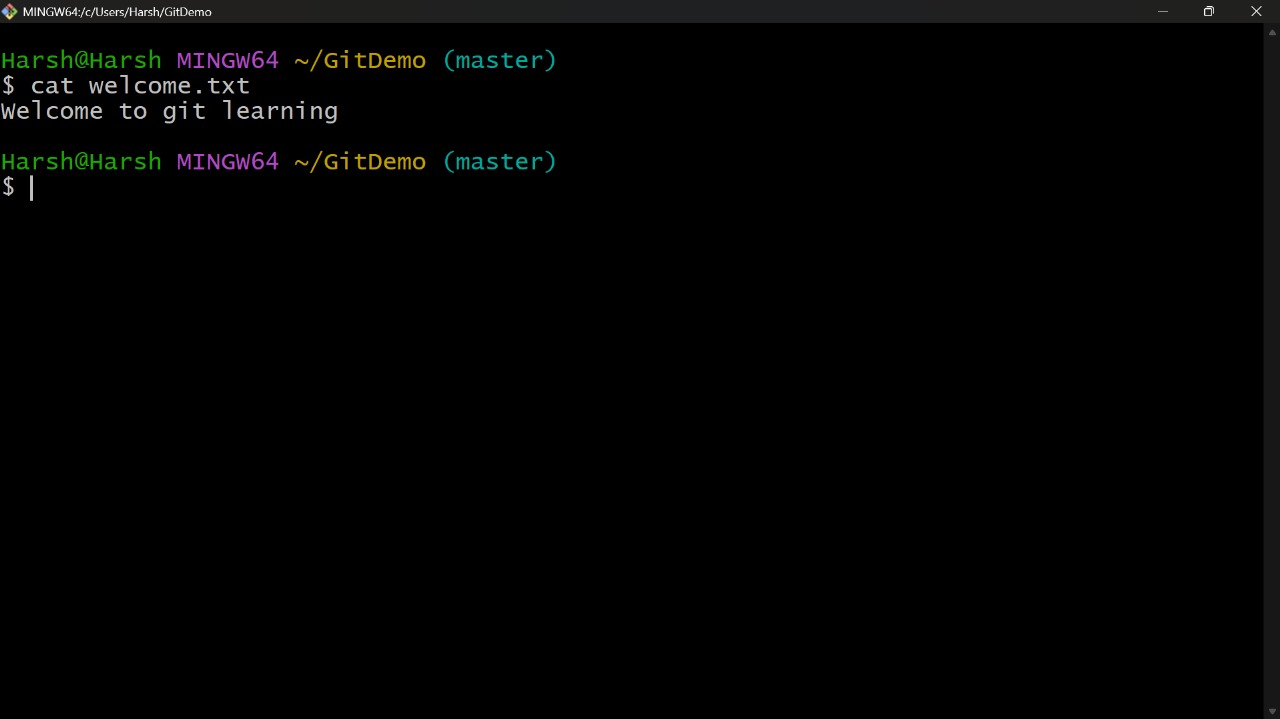 MINGW64:/c/Users/Harsh/GitDemo
Harsh@Harsh MINGW64 ~/GitDemo (master)
$ cat welcome.txt
Welcome to git learning
Harsh@Harsh MINGW64 ~/GitDemo (master)
$